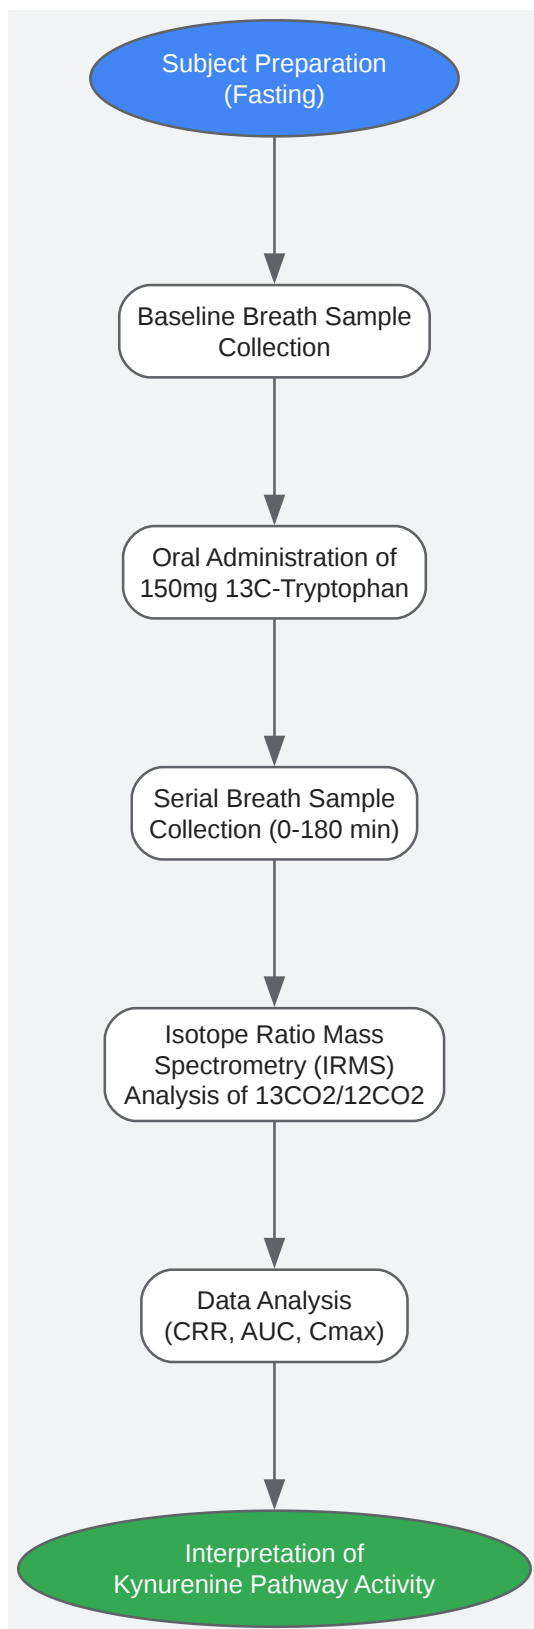 Subject Preparation
(Fasting)
Baseline Breath Sample
Collection
Oral Administration of
150mg 13C-Tryptophan
Serial Breath Sample
Collection (0-180 min)
Isotope Ratio Mass
Spectrometry (IRMS)
Analysis of 13CO2/12CO2
Data Analysis
(CRR, AUC, Cmax)
Interpretation of
Kynurenine Pathway Activity